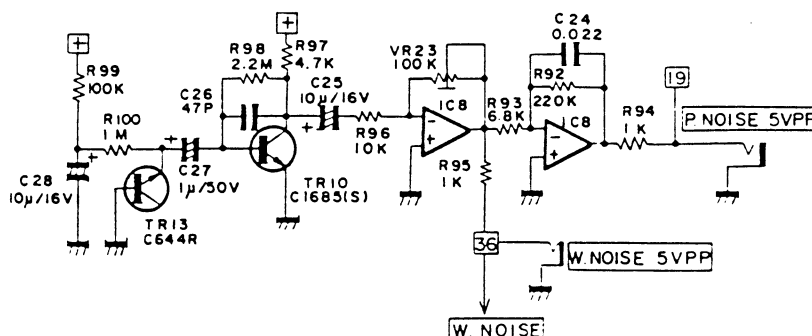 +
R99
100K
R100
1M
+
C28
10μ/16V
TR13
C644R
+
C27
1μ/50V
C26
47P
R98
2.2M
+
R97
4.7K
TR10
C1685(S)
C25
10μ/16V
+
R96
10K
VR23
100K
IC8
-
+
R93
6.8K
R95
1K
C24
0.022
R92
220K
IC8
-
+
R94
1K
19
P.NOISE 5VPP
36
W.NOISE 5VPP
W. NOISE